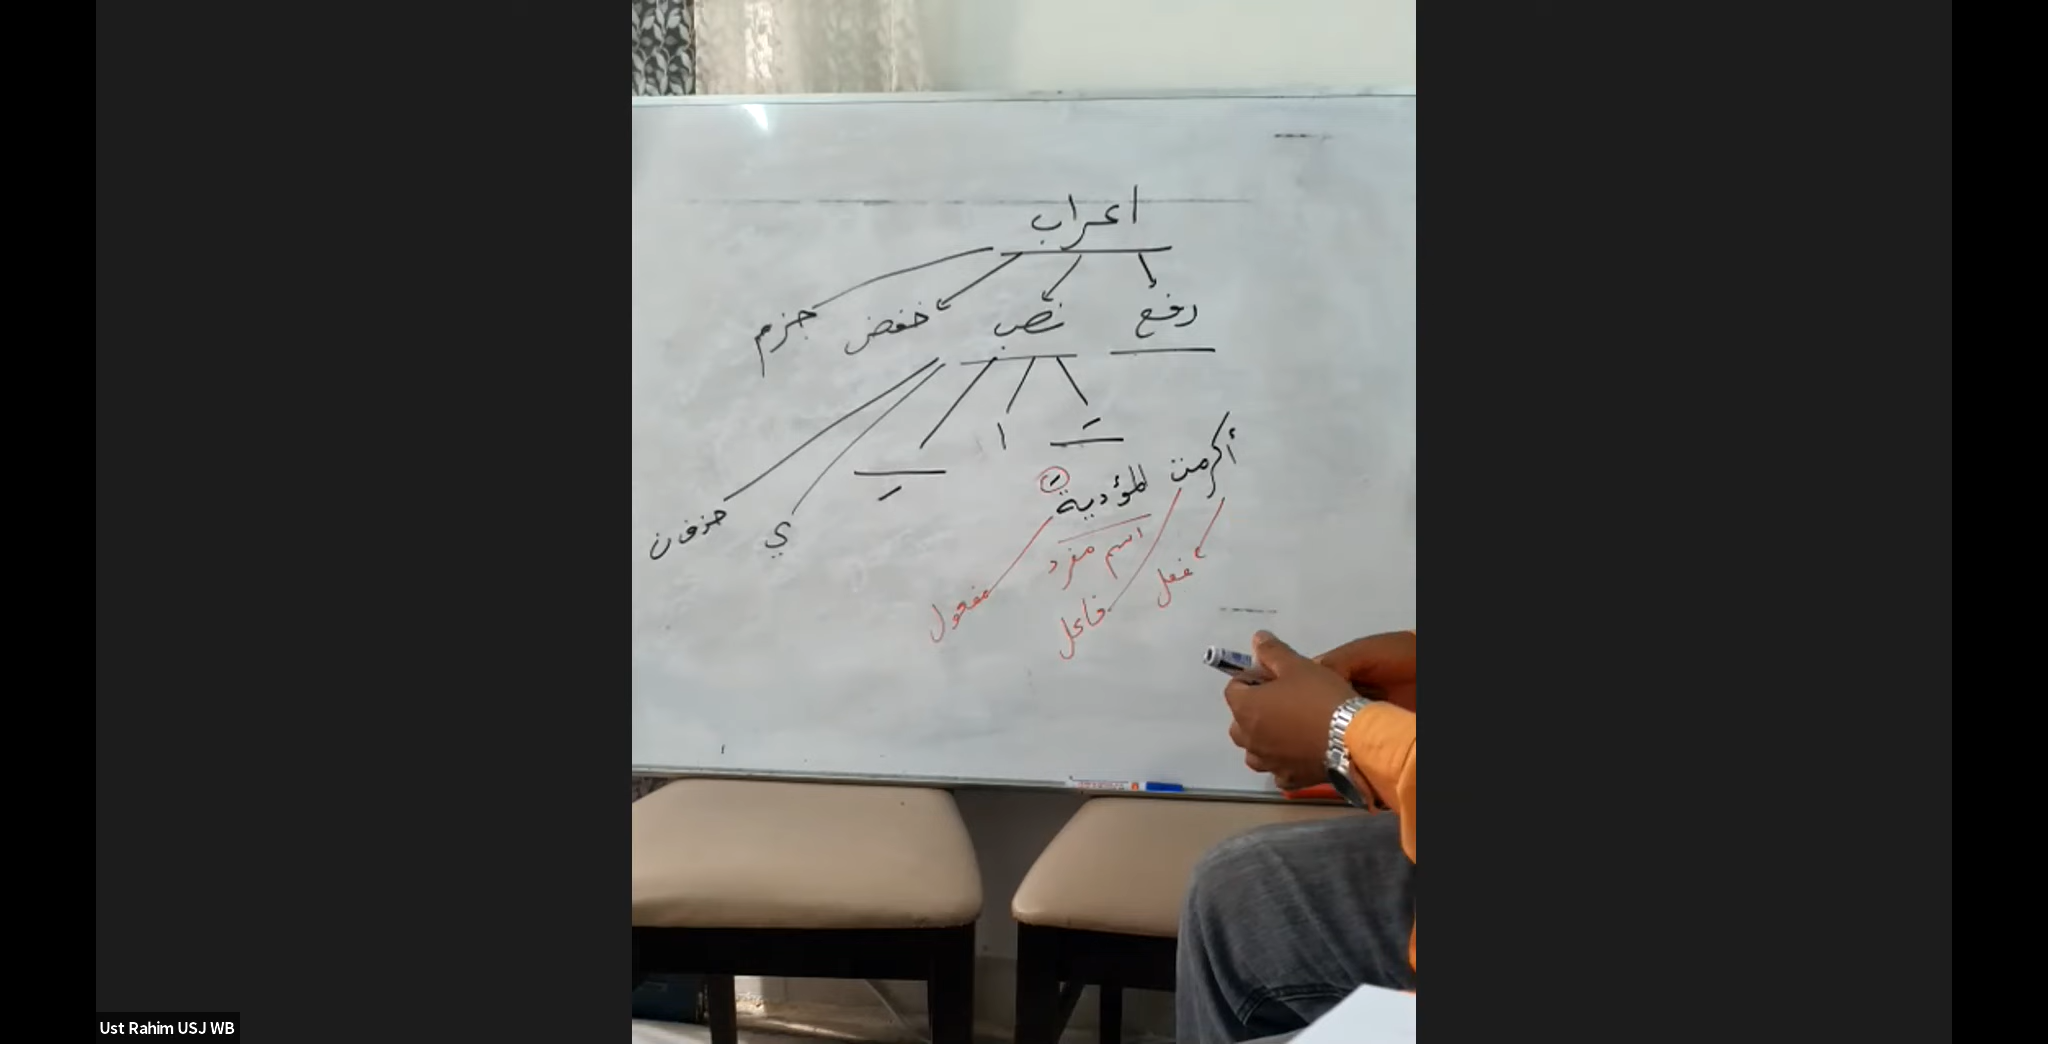 اعراب
رفع نصب خفض جزم
ـَ ا ـِ ي حذف ن
أكرمت المؤدبة
اسم مفرد
فعل فاعل مفعول
Ust Rahim USJ WB